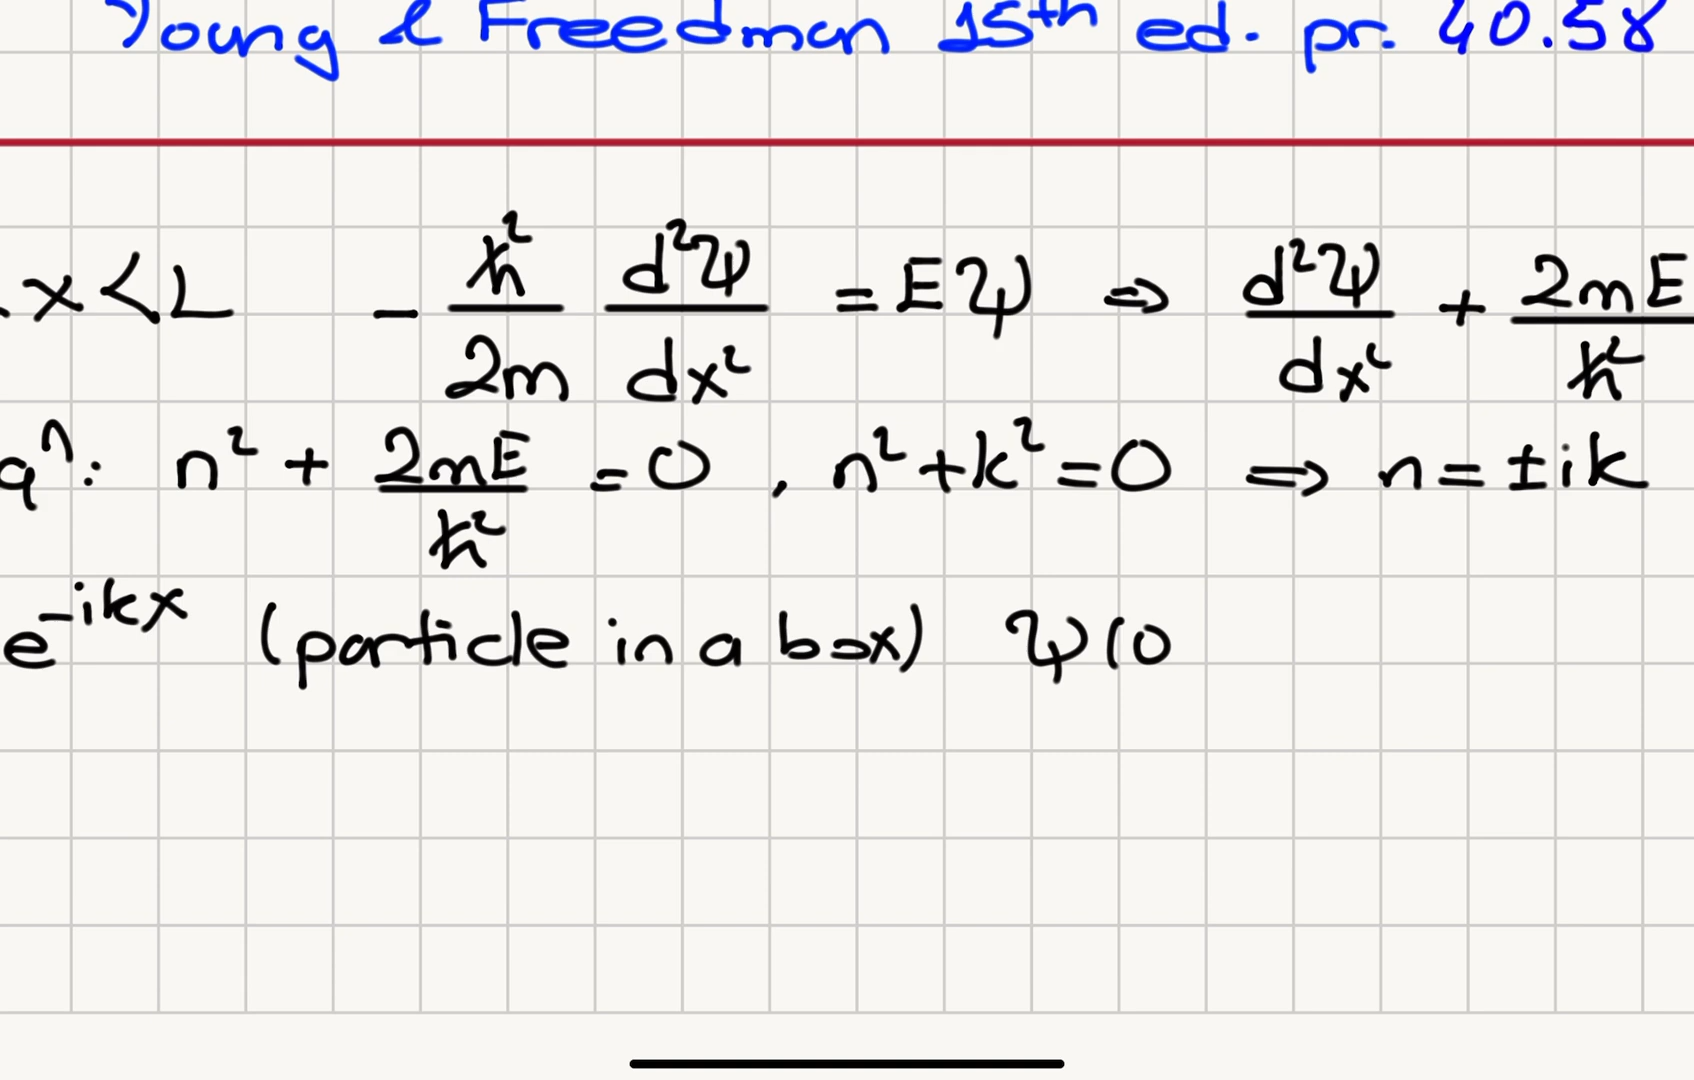 Young & Freedman 15th ed. pr. 40.58
x < L − ℏ²/2m d²ψ/dx² = Eψ ⇒ d²ψ/dx² + 2mE/ℏ²
qⁿ: n² + 2mE/ℏ² = 0 , n² + k² = 0 ⇒ n = ± ik
e^(-ikx) (particle in a box) ψ(0